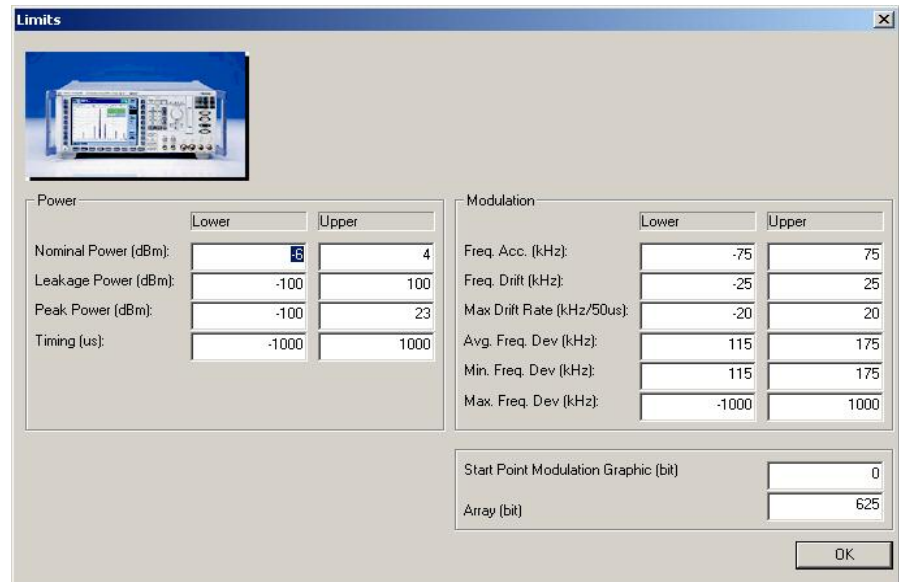 Limits
Power
Lower Upper
Nominal Power (dBm): -6 4
Leakage Power (dBm): -100 100
Peak Power (dBm): -100 23
Timing (us): -1000 1000
Modulation
Lower Upper
Freq. Acc. (kHz): -75 75
Freq. Drift (kHz): -25 25
Max Drift Rate (kHz/50us): -20 20
Avg. Freq. Dev (kHz): 115 175
Min. Freq. Dev (kHz): 115 175
Max. Freq. Dev (kHz): -1000 1000
Start Point Modulation Graphic (bit) 0
Array (bit) 625
OK